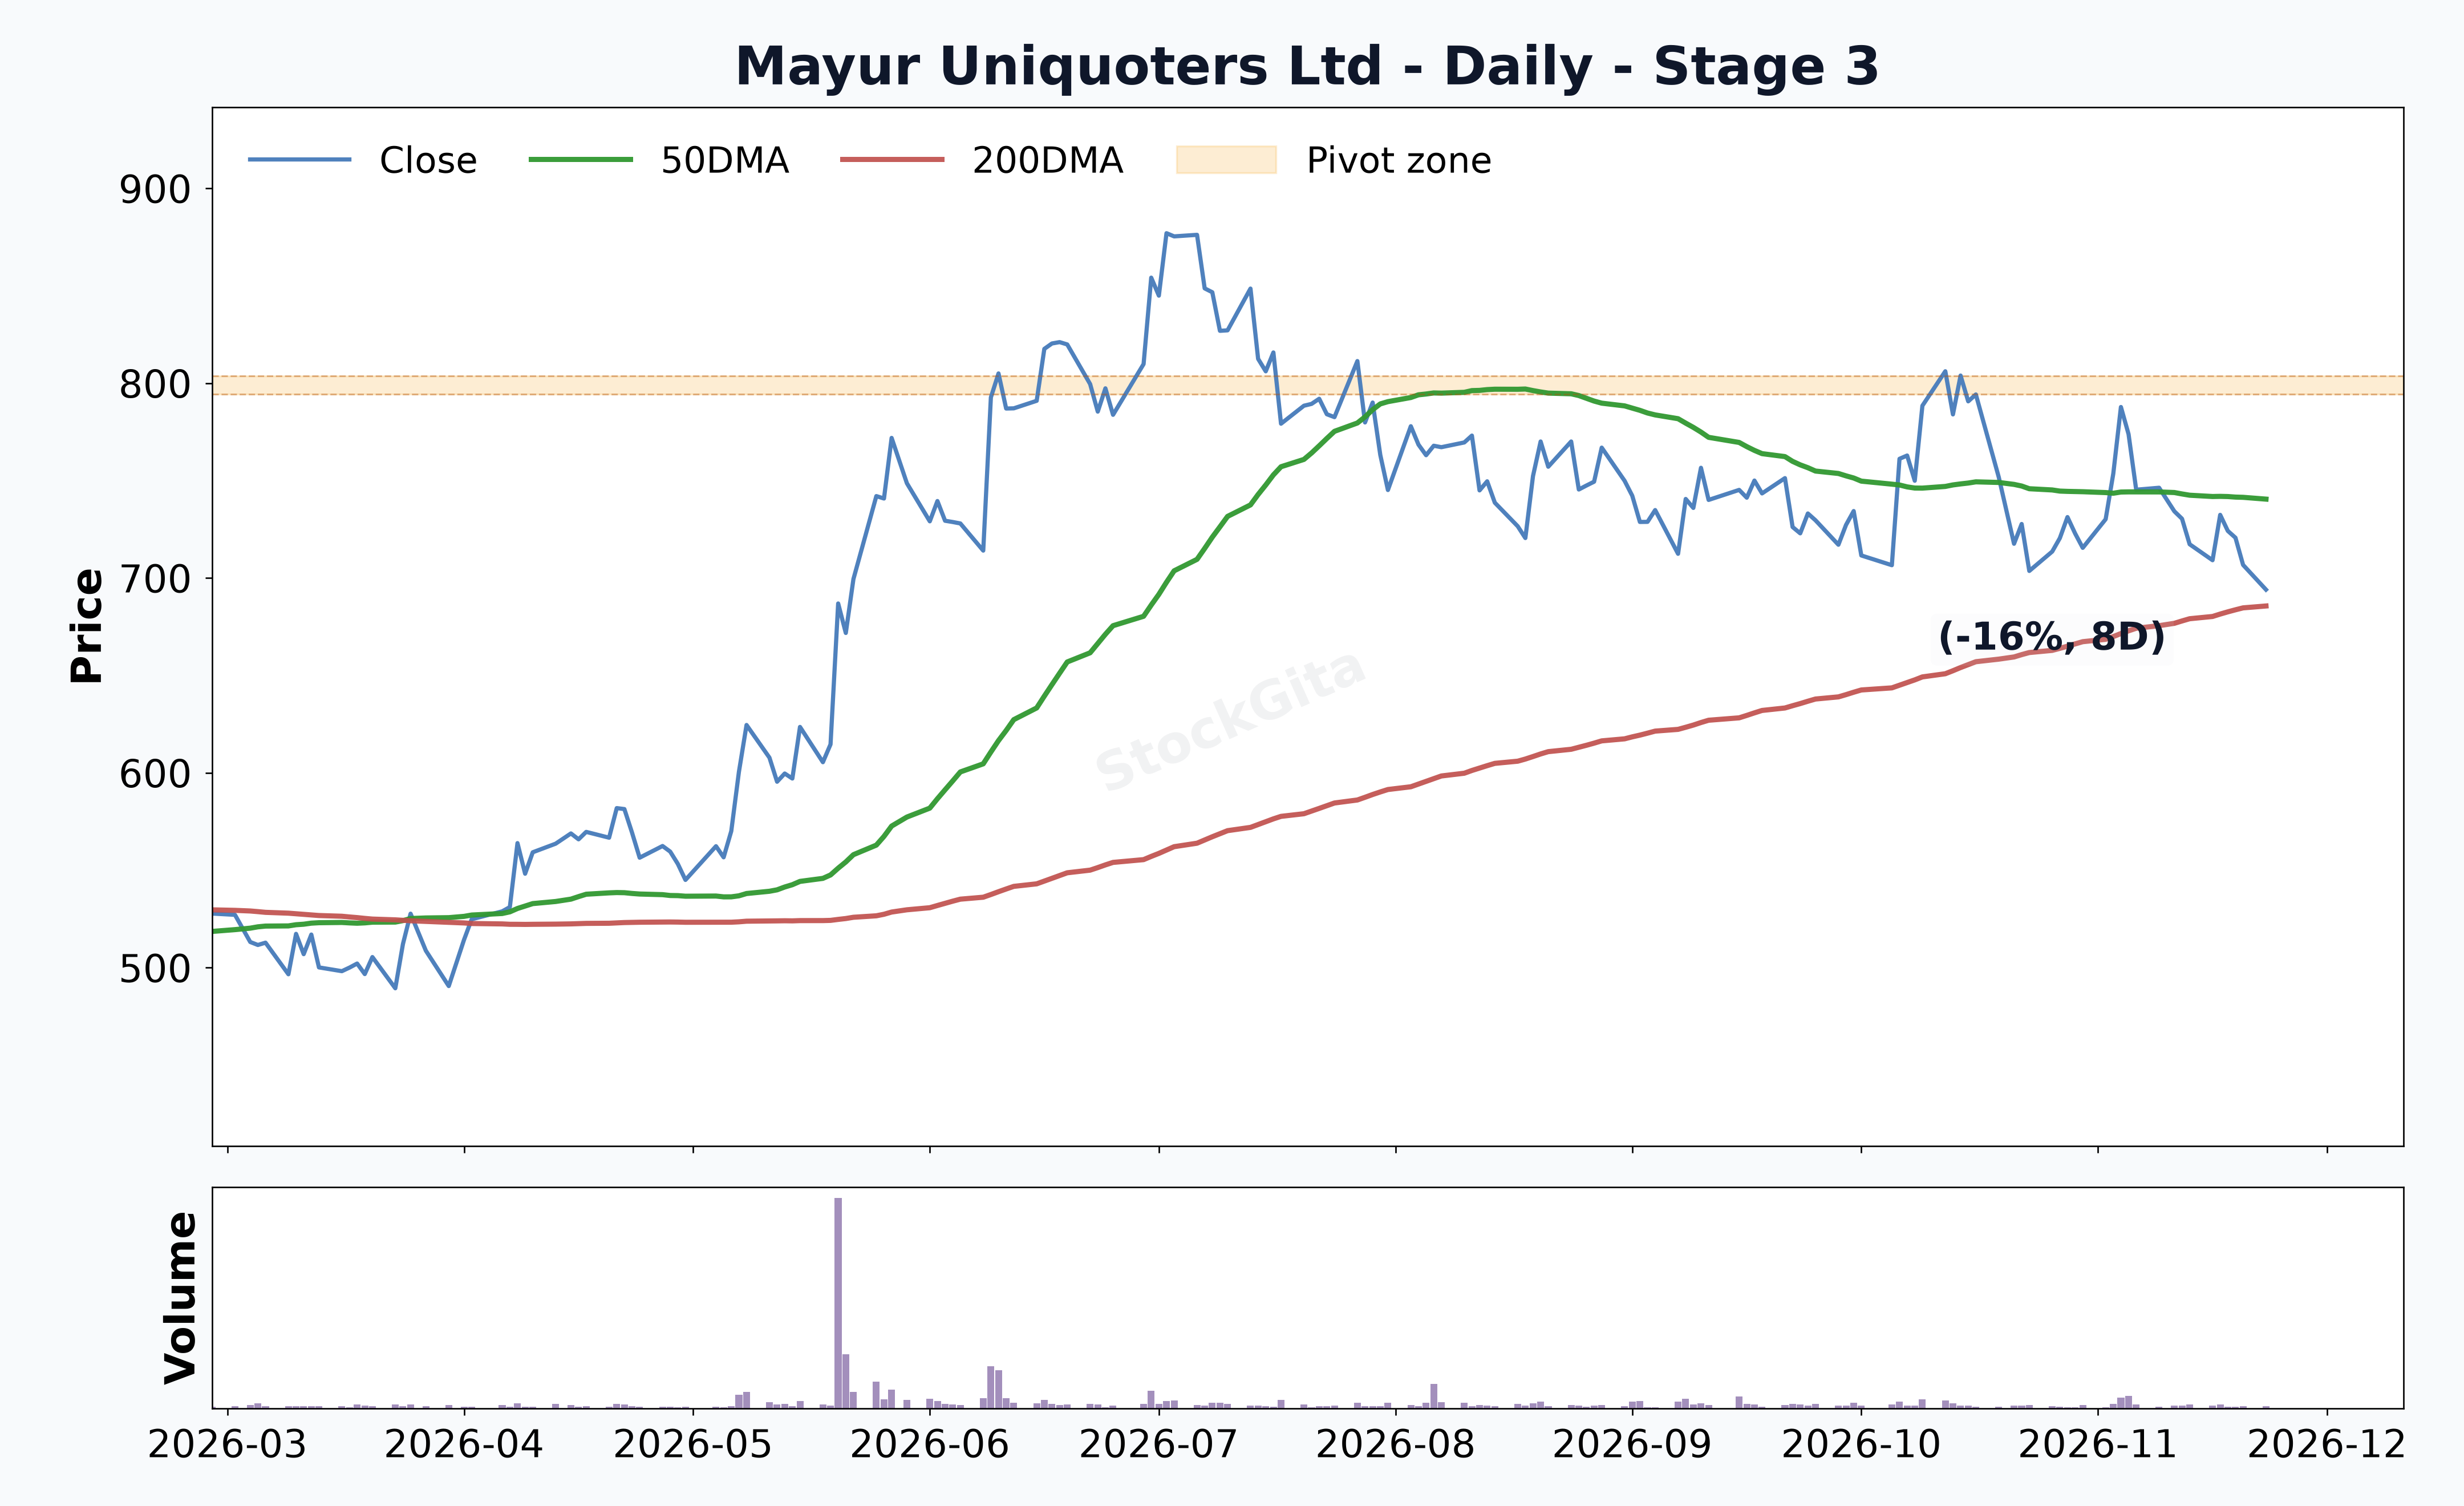 Mayur Uniquoters Ltd - Daily - Stage 3
Close 50DMA 200DMA Pivot zone
900
800
700
600
500
Price
(-16%, 8D)
StockGita
Volume
2026-03 2026-04 2026-05 2026-06 2026-07 2026-08 2026-09 2026-10 2026-11 2026-12